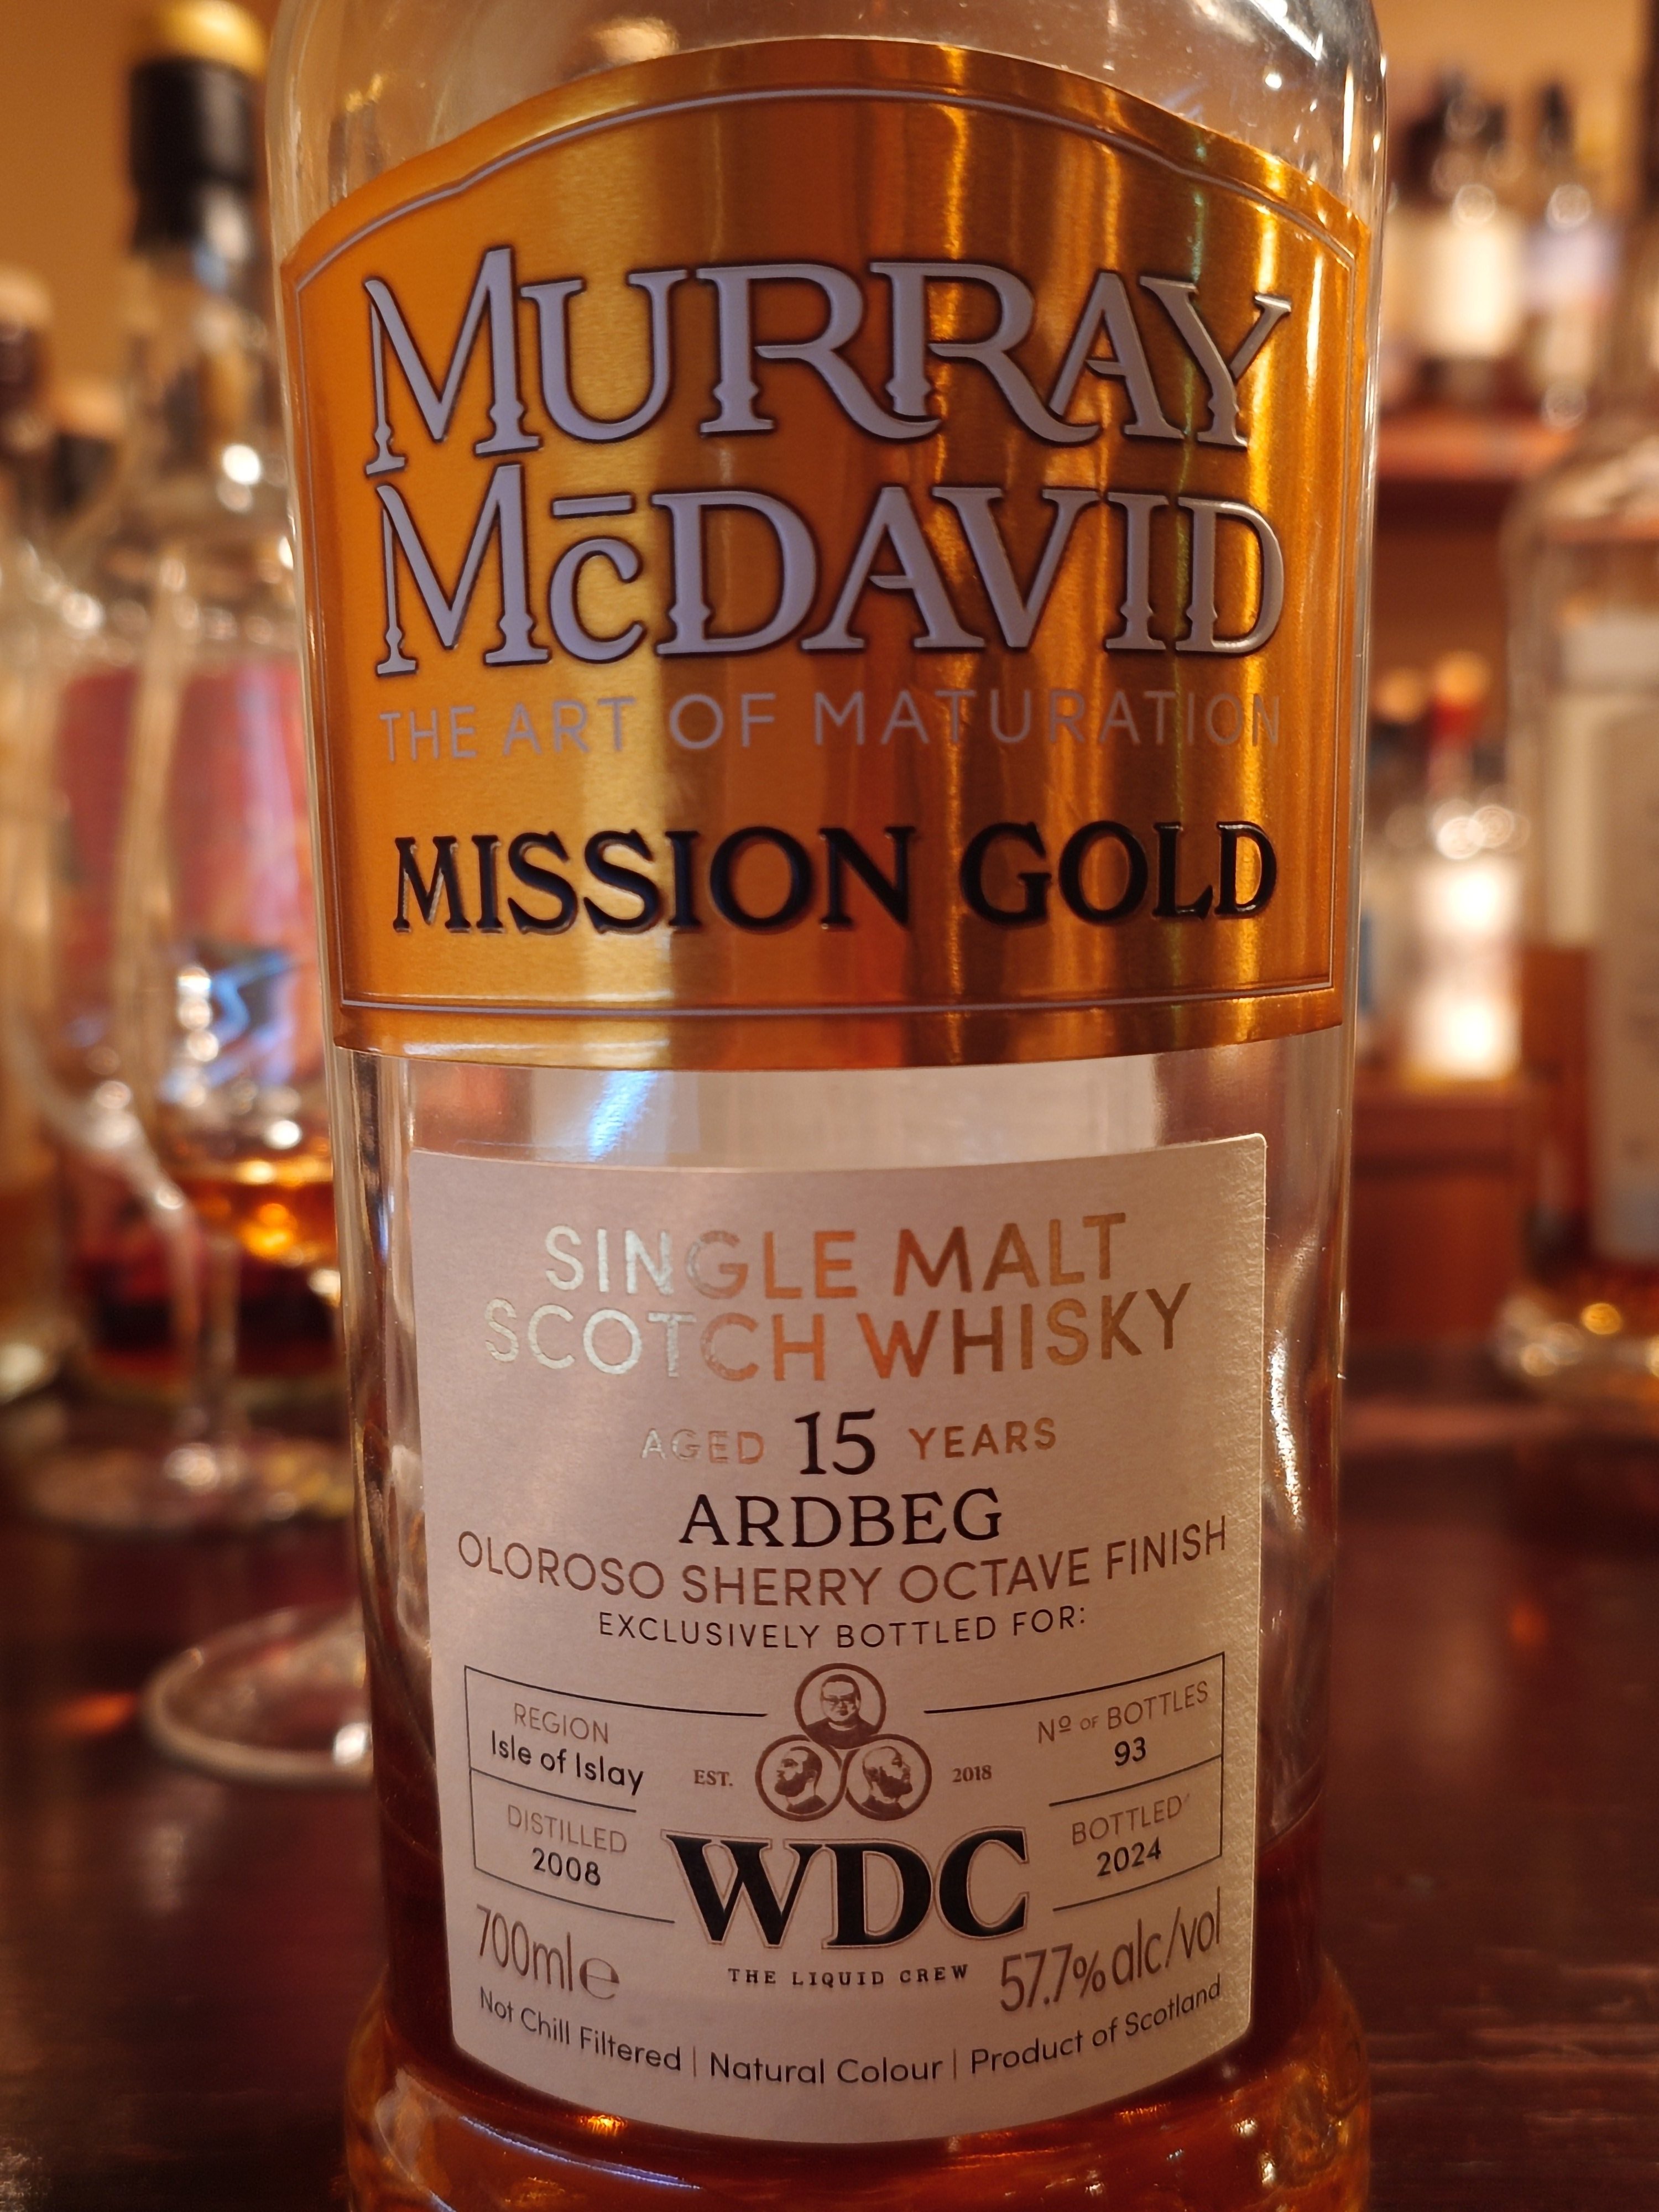 MURRAY
McDAVID
THE ART OF MATURATION
MISSION GOLD
SINGLE MALT
SCOTCH WHISKY
AGED 15 YEARS
ARDBEG
OLOROSO SHERRY OCTAVE FINISH
EXCLUSIVELY BOTTLED FOR:
REGION
Isle of Islay
DISTILLED
2008
EST. 2018
WDC
THE LIQUID CREW
Nº OF BOTTLES
93
BOTTLED
2024
700ml℮
57.7% alc/vol
Not Chill Filtered | Natural Colour | Product of Scotland